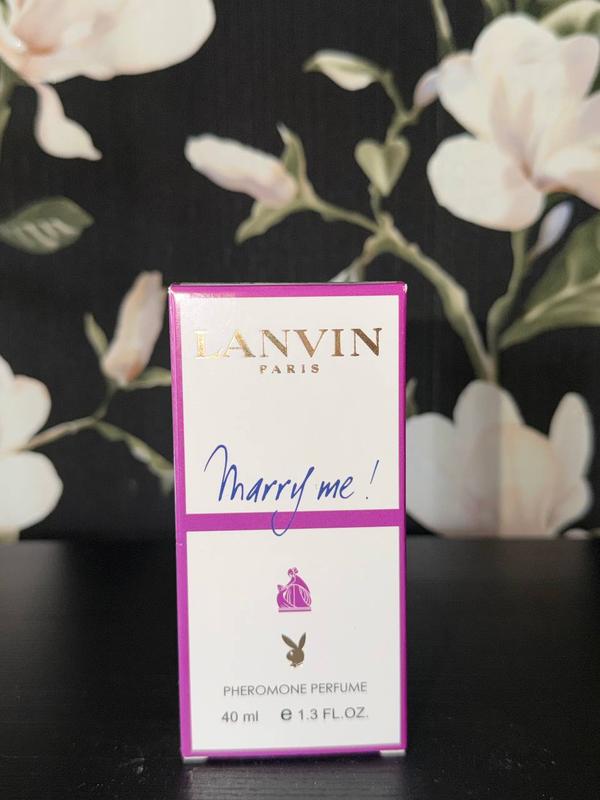 LANVIN
PARIS
Marry me!
PHEROMONE PERFUME
40 ml e 1.3 FL.OZ.